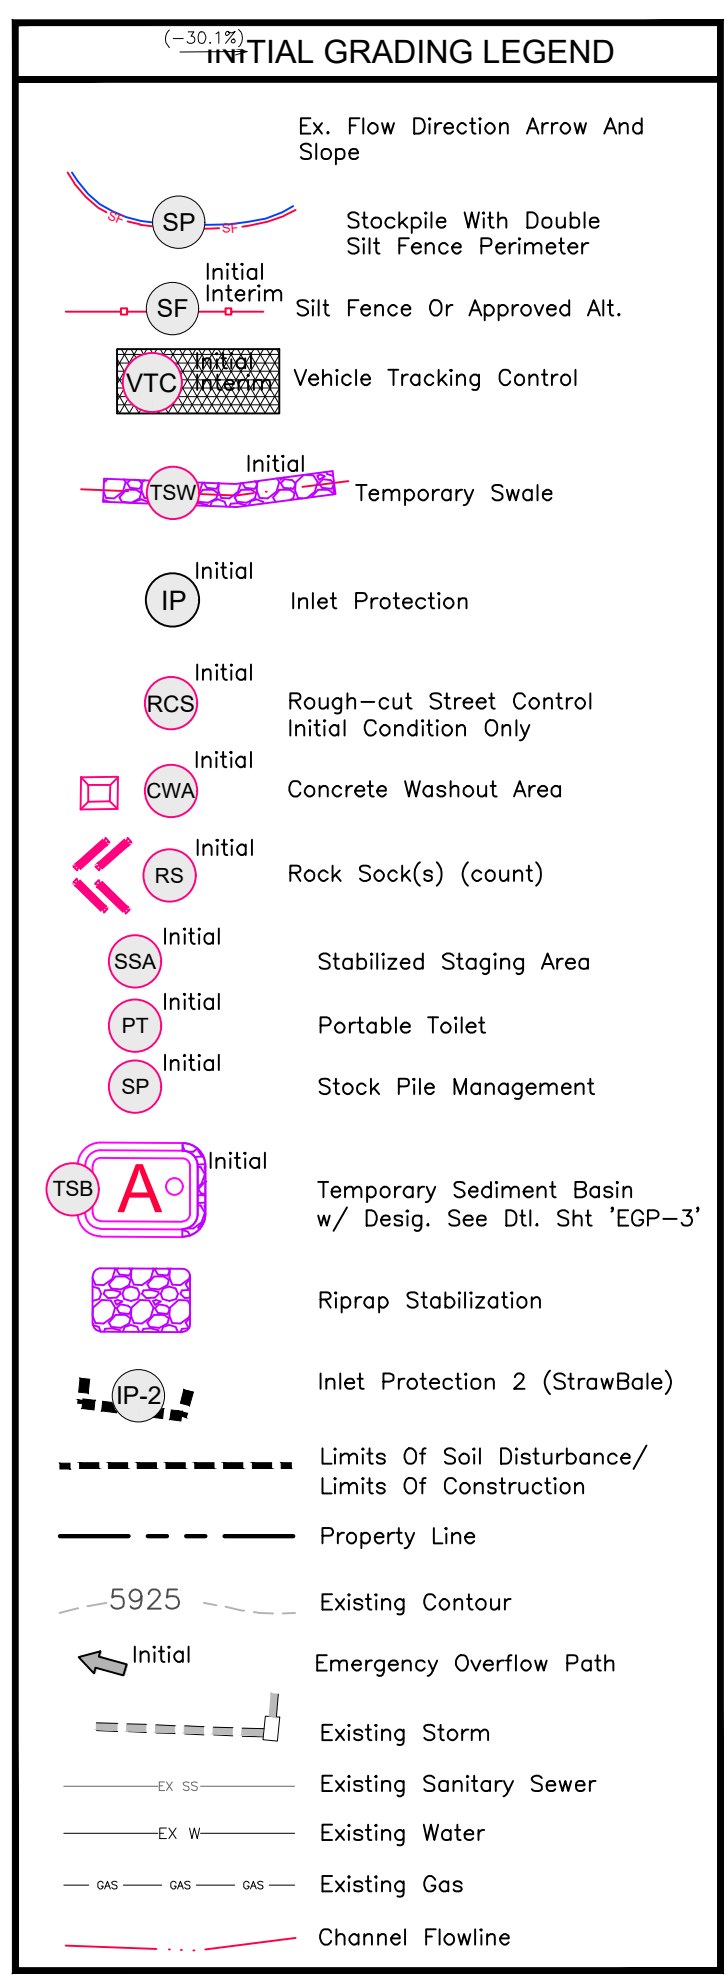 (-30.1%)
INITIAL GRADING LEGEND
Ex. Flow Direction Arrow And
Slope
SF SP SF
Stockpile With Double
Silt Fence Perimeter
Initial
Interim
SF
Silt Fence Or Approved Alt.
Initial
Interim
VTC
Vehicle Tracking Control
Initial
TSW
Temporary Swale
Initial
IP
Inlet Protection
Initial
RCS
Rough-cut Street Control
Initial Condition Only
Initial
CWA
Concrete Washout Area
Initial
RS
Rock Sock(s) (count)
Initial
SSA
Stabilized Staging Area
Initial
PT
Portable Toilet
Initial
SP
Stock Pile Management
Initial
TSB A
Temporary Sediment Basin
w/ Desig. See Dtl. Sht 'EGP-3'
Riprap Stabilization
IP-2
Inlet Protection 2 (StrawBale)
Limits Of Soil Disturbance/
Limits Of Construction
Property Line
5925
Existing Contour
Initial
Emergency Overflow Path
Existing Storm
EX SS
Existing Sanitary Sewer
EX W
Existing Water
GAS GAS GAS
Existing Gas
Channel Flowline